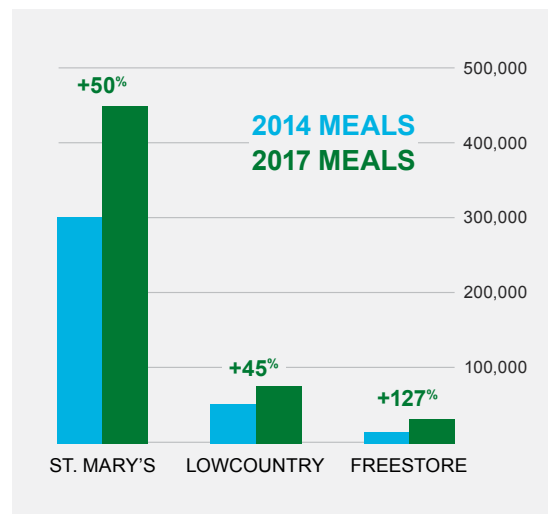 500,000
+50%
2014 MEALS
400,000
2017 MEALS
300,000
200,000
+45%
100,000
+127%
ST. MARY'S LOWCOUNTRY FREESTORE